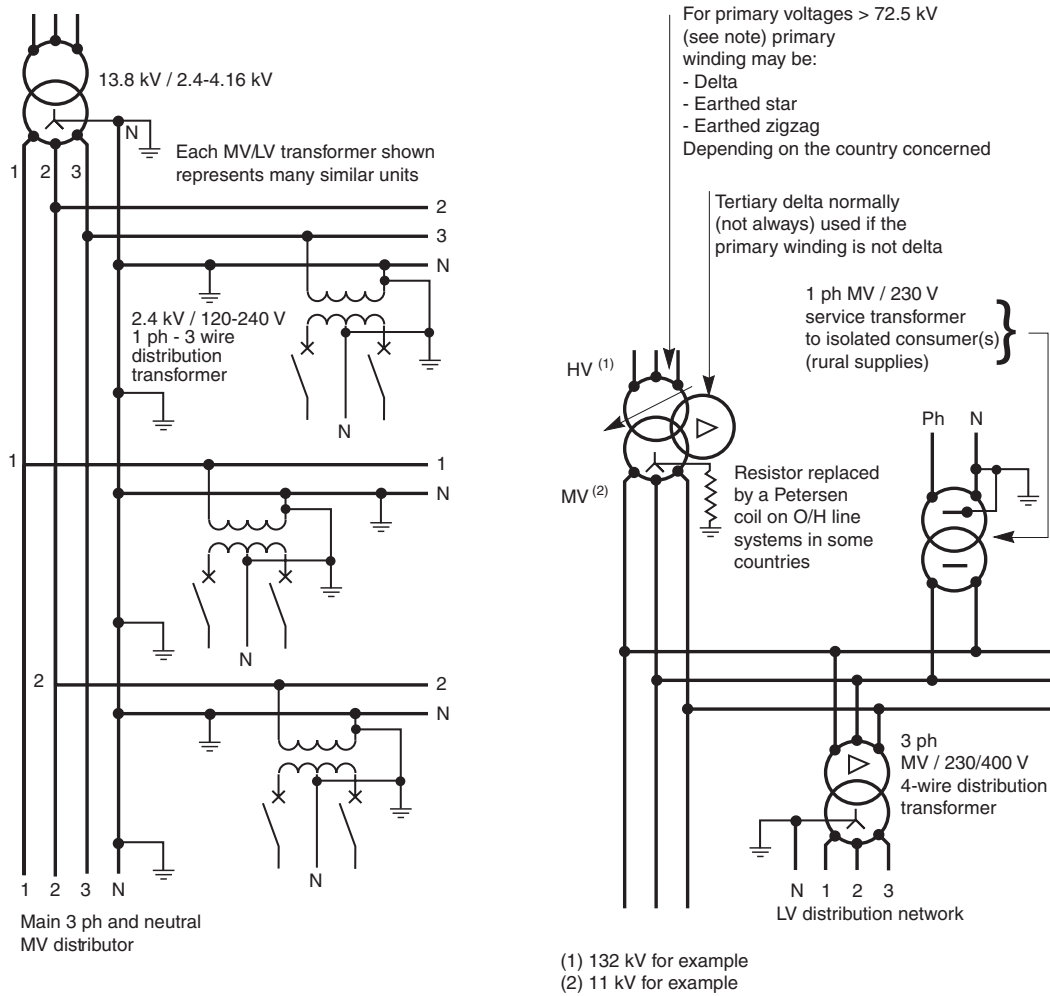 13.8 kV / 2.4-4.16 kV
N
1
2
3
Each MV/LV transformer shown
represents many similar units
2
3
N
2.4 kV / 120-240 V
1 ph - 3 wire
distribution
transformer
N
1
1
N
N
2
2
N
N
1 2 3 N
Main 3 ph and neutral
MV distributor
For primary voltages > 72.5 kV
(see note) primary
winding may be:
- Delta
- Earthed star
- Earthed zigzag
Depending on the country concerned
Tertiary delta normally
(not always) used if the
primary winding is not delta
1 ph MV / 230 V
service transformer
to isolated consumer(s)
(rural supplies)
HV (1)
Ph N
MV (2)
Resistor replaced
by a Petersen
coil on O/H line
systems in some
countries
3 ph
MV / 230/400 V
4-wire distribution
transformer
N 1 2 3
LV distribution network
(1) 132 kV for example
(2) 11 kV for example